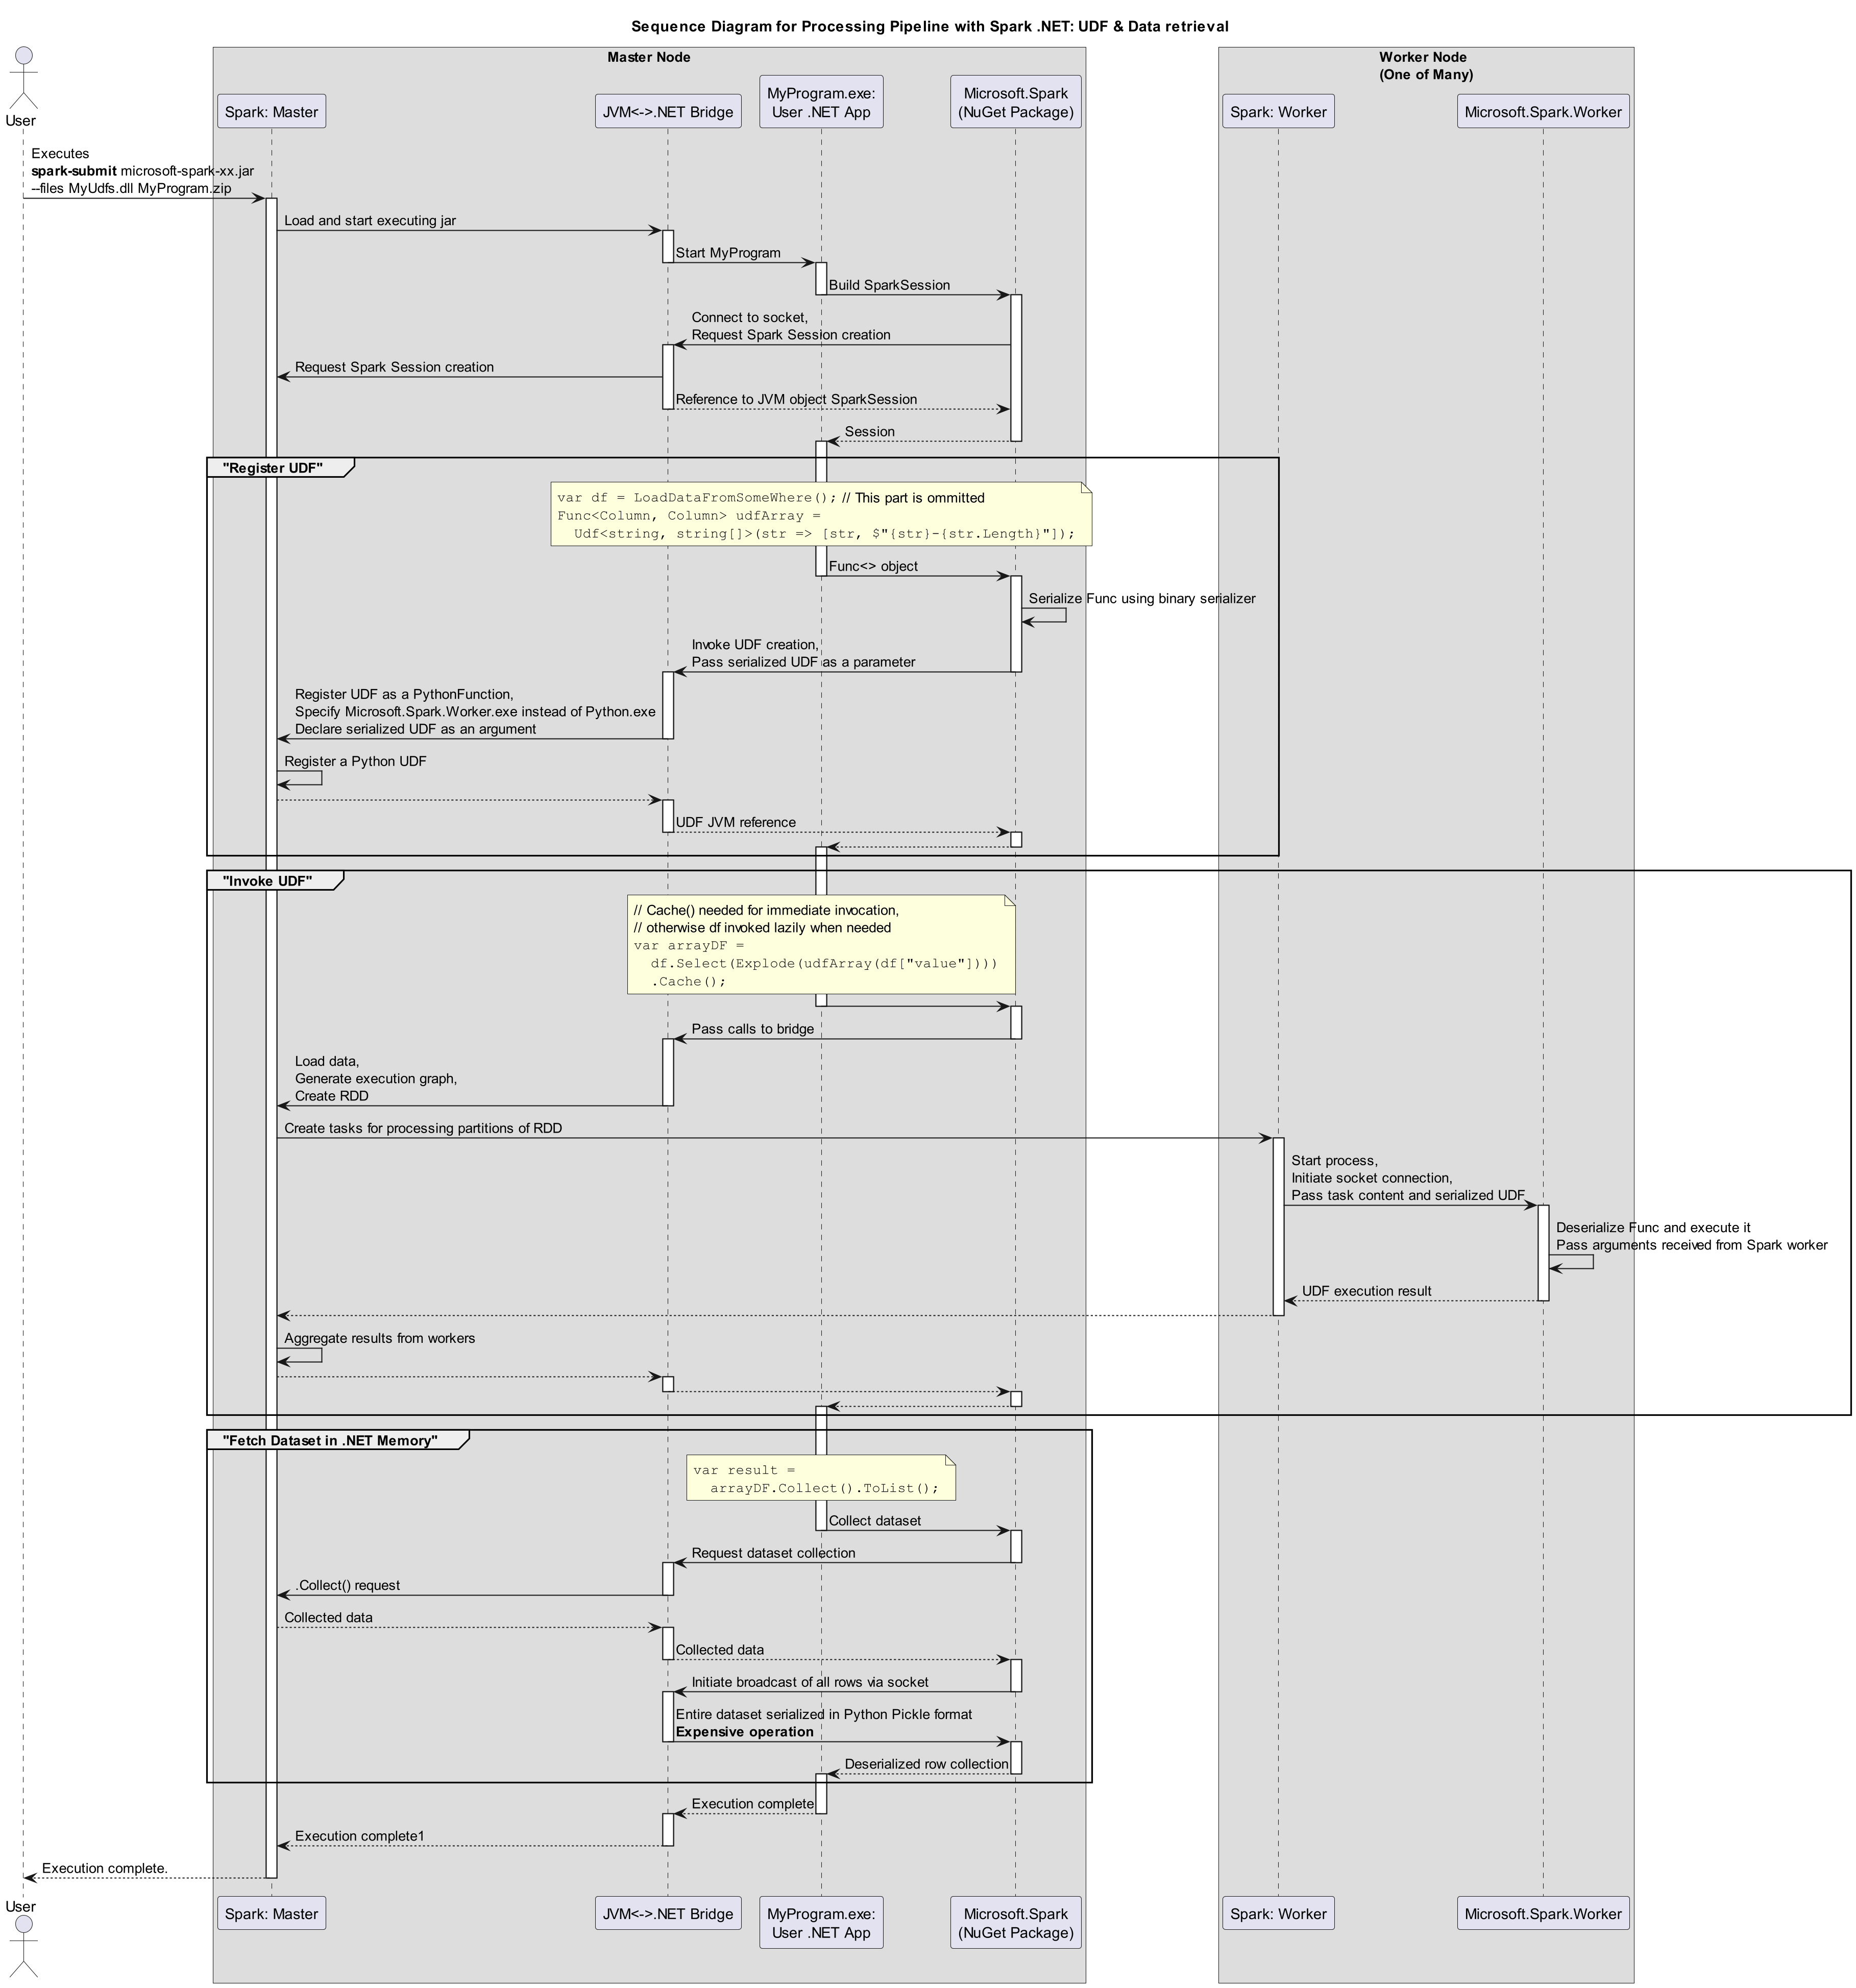 Sequence Diagram for Processing Pipeline with Spark .NET: UDF & Data retrieval
Master Node
Worker Node
(One of Many)
User
Spark: Master
JVM<->.NET Bridge
MyProgram.exe:
User .NET App
Microsoft.Spark
(NuGet Package)
Spark: Worker
Microsoft.Spark.Worker
Executes
spark-submit microsoft-spark-xx.jar
--files MyUdfs.dll MyProgram.zip
Load and start executing jar
Start MyProgram
Build SparkSession
Connect to socket,
Request Spark Session creation
Request Spark Session creation
Reference to JVM object SparkSession
Session
"Register UDF"
var df = LoadDataFromSomeWhere(); // This part is ommitted
Func<Column, Column> udfArray =
  Udf<string, string[]>(str => [str, $"{str}-{str.Length}"]);
Func<> object
Serialize Func using binary serializer
Invoke UDF creation,
Pass serialized UDF as a parameter
Register UDF as a PythonFunction,
Specify Microsoft.Spark.Worker.exe instead of Python.exe
Declare serialized UDF as an argument
Register a Python UDF
UDF JVM reference
"Invoke UDF"
// Cache() needed for immediate invocation,
// otherwise df invoked lazily when needed
var arrayDF =
  df.Select(Explode(udfArray(df["value"])))
  .Cache();
Pass calls to bridge
Load data,
Generate execution graph,
Create RDD
Create tasks for processing partitions of RDD
Start process,
Initiate socket connection,
Pass task content and serialized UDF
Deserialize Func and execute it
Pass arguments received from Spark worker
UDF execution result
Aggregate results from workers
"Fetch Dataset in .NET Memory"
var result =
  arrayDF.Collect().ToList();
Collect dataset
Request dataset collection
.Collect() request
Collected data
Collected data
Initiate broadcast of all rows via socket
Entire dataset serialized in Python Pickle format
Expensive operation
Deserialized row collection
Execution complete
Execution complete1
Execution complete.
User
Spark: Master
JVM<->.NET Bridge
MyProgram.exe:
User .NET App
Microsoft.Spark
(NuGet Package)
Spark: Worker
Microsoft.Spark.Worker